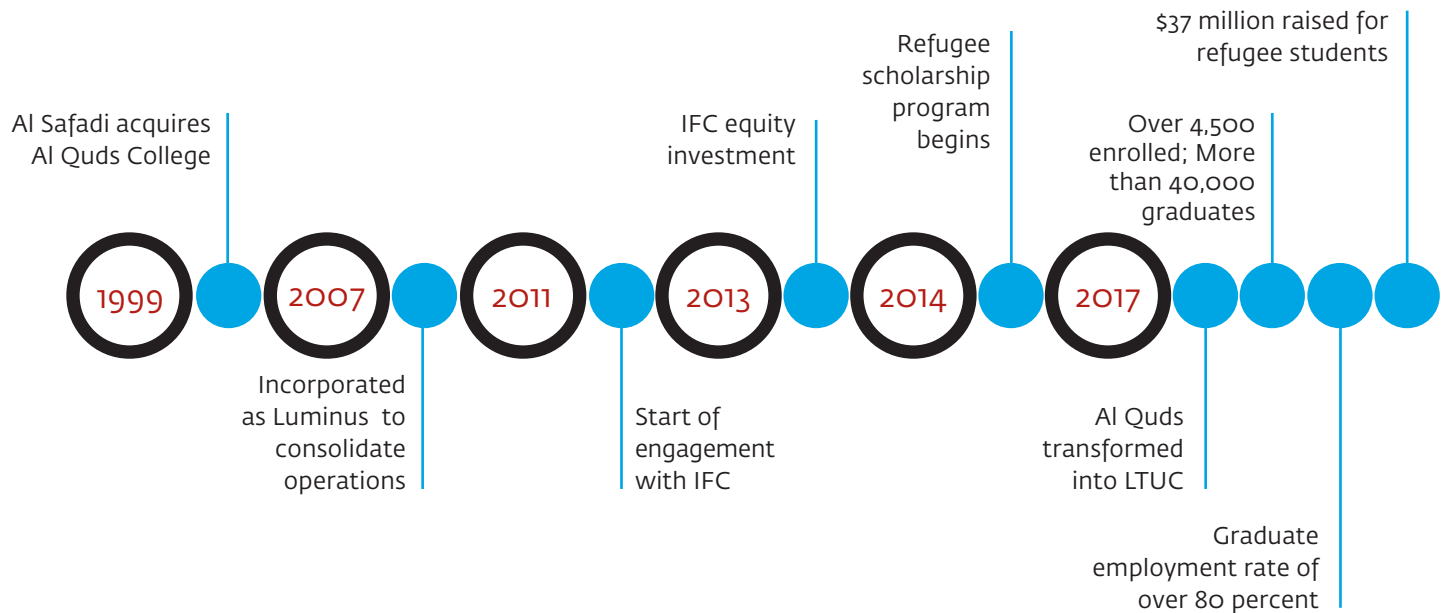 Al Safadi acquires
Al Quds College
1999
2007
Incorporated
as Luminus to
consolidate
operations
2011
Start of
engagement
with IFC
2013
IFC equity
investment
2014
Refugee
scholarship
program
begins
2017
Al Quds
transformed
into LTUC
Over 4,500
enrolled; More
than 40,000
graduates
Graduate
employment rate of
over 80 percent
$37 million raised for
refugee students